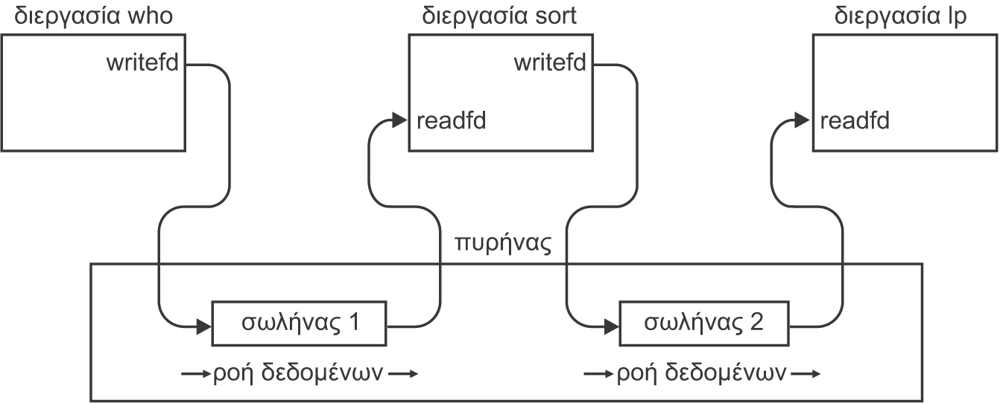 διεργασία who
διεργασία sort
διεργασία lp
writefd
writefd
readfd
readfd
πυρήνας
σωλήνας 1
σωλήνας 2
ροή δεδομένων
ροή δεδομένων